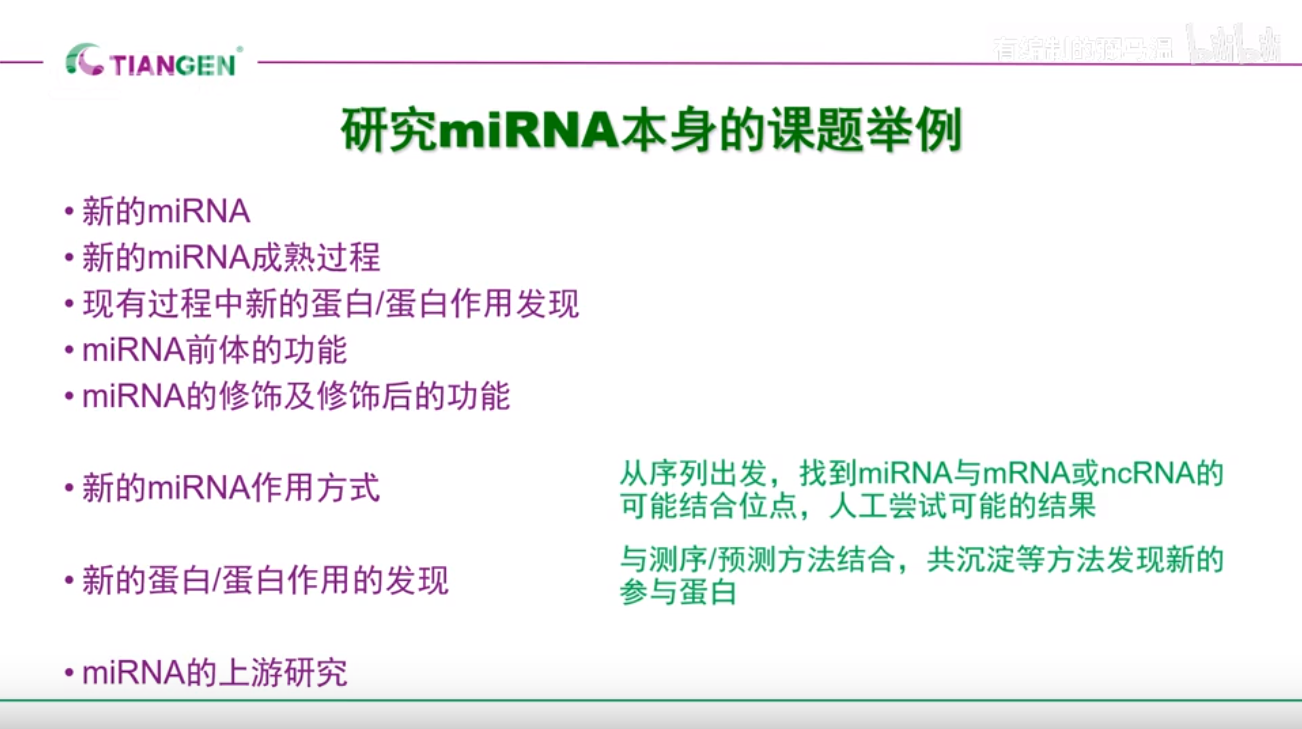 TIANGEN®
bilibili
研究miRNA本身的课题举例
• 新的miRNA
• 新的miRNA成熟过程
• 现有过程中新的蛋白/蛋白作用发现
• miRNA前体的功能
• miRNA的修饰及修饰后的功能
• 新的miRNA作用方式
从序列出发，找到miRNA与mRNA或ncRNA的
可能结合位点，人工尝试可能的结果
• 新的蛋白/蛋白作用的发现
与测序/预测方法结合，共沉淀等方法发现新的
参与蛋白
• miRNA的上游研究